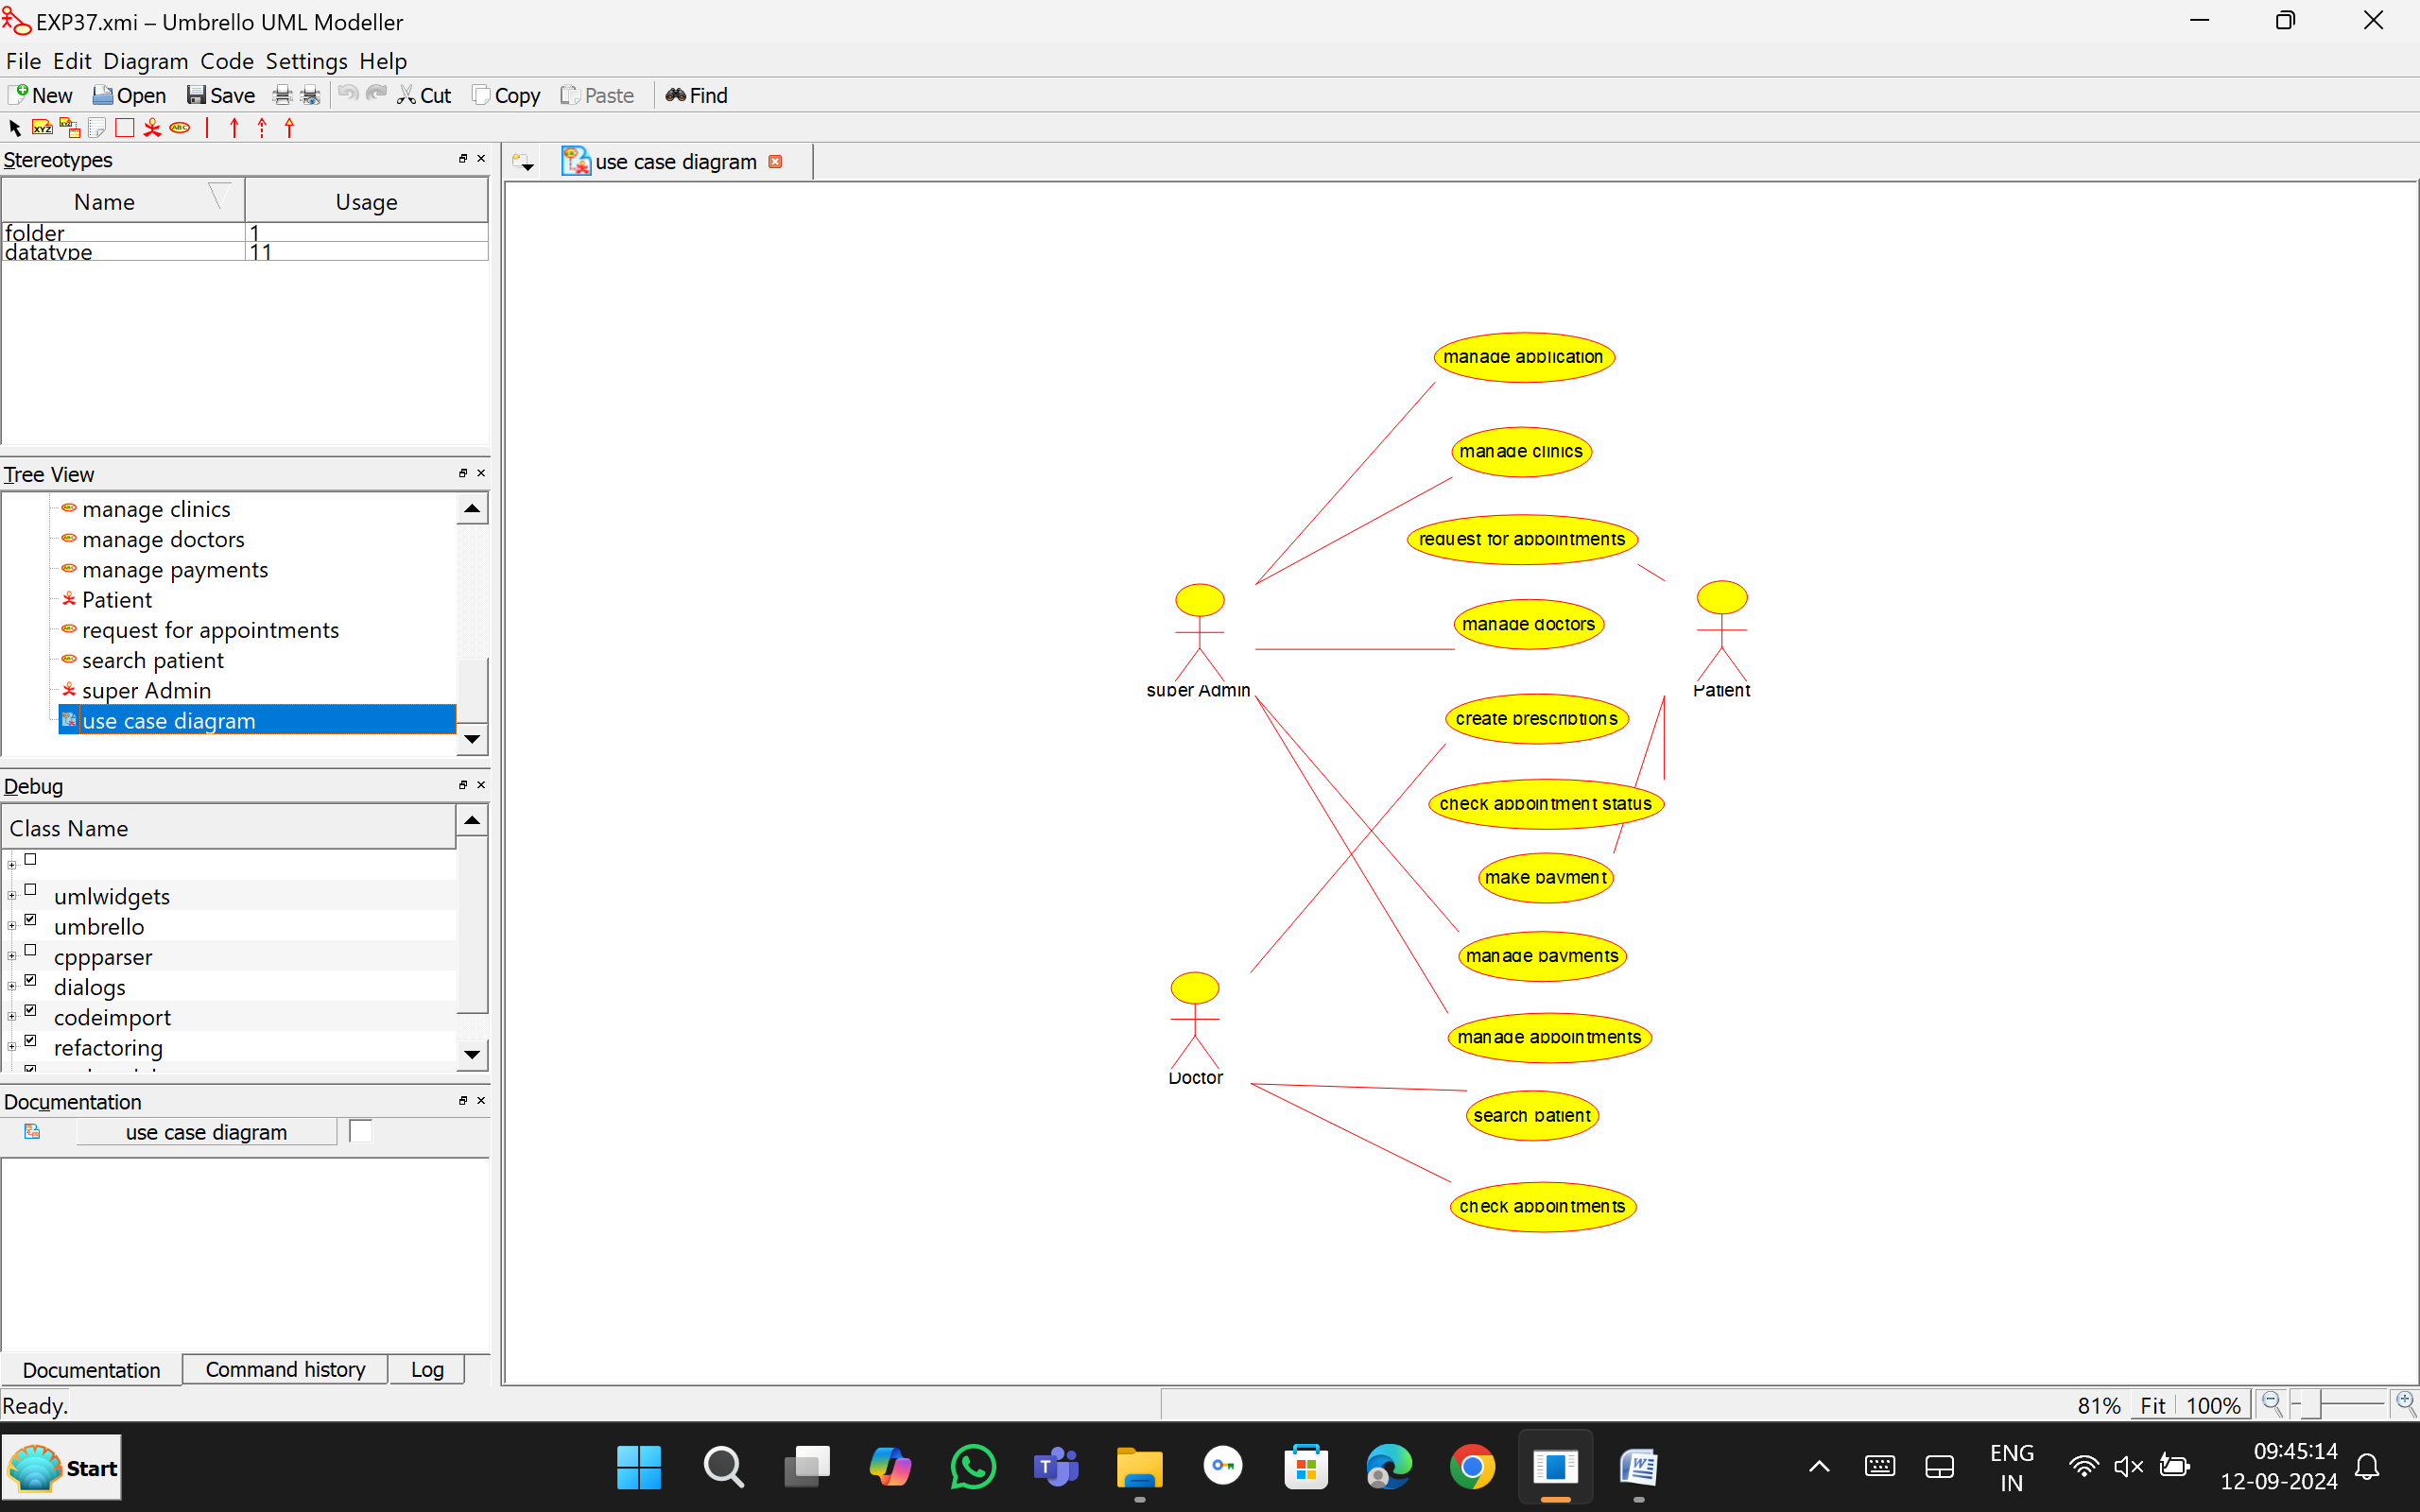 EXP37.xmi – Umbrello UML Modeller
File Edit Diagram Code Settings Help
New Open Save Cut Copy Paste Find
XYZ XYZ ABC
Stereotypes
use case diagram
Name Usage
folder 1
datatype 11
Tree View
manage clinics
manage doctors
manage payments
Patient
request for appointments
search patient
super Admin
use case diagram
Debug
Class Name
umlwidgets
umbrello
cppparser
dialogs
codeimport
refactoring
Documentation
use case diagram
Documentation Command history Log
manage application
manage clinics
request for appointments
manage doctors
super Admin
Patient
create prescriptions
check appointment status
make payment
manage payments
manage appointments
Doctor
search patient
check appointments
Ready.
81% Fit 100%
Start
ENG
IN
09:45:14
12-09-2024